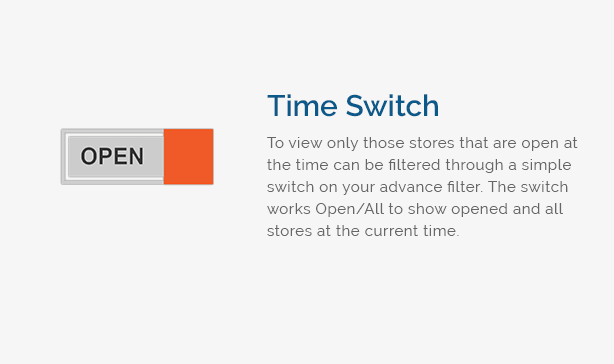 Time Switch
OPEN
To view only those stores that are open at
the time can be filtered through a simple
switch on your advance filter. The switch
works Open/All to show opened and all
stores at the current time.